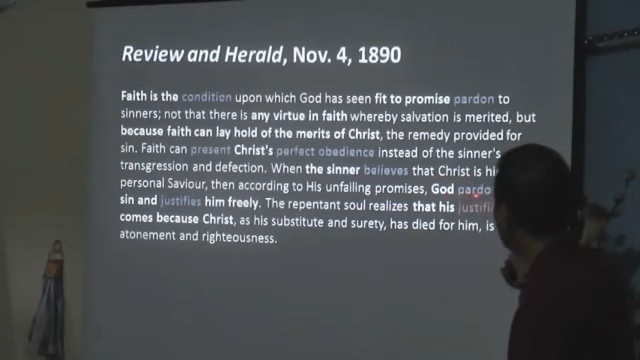 Review and Herald, Nov. 4, 1890
Faith is the condition upon which God has seen fit to promise pardon to
sinners; not that there is any virtue in faith whereby salvation is merited, but
because faith can lay hold of the merits of Christ, the remedy provided for
sin. Faith can present Christ's perfect obedience instead of the sinner's
transgression and defection. When the sinner believes that Christ is
personal Saviour, then according to His unfailing promises, God
sin and justifies him freely. The repentant soul realizes that his
comes because Christ, as his substitute and surety, has died for him, is
atonement and righteousness.